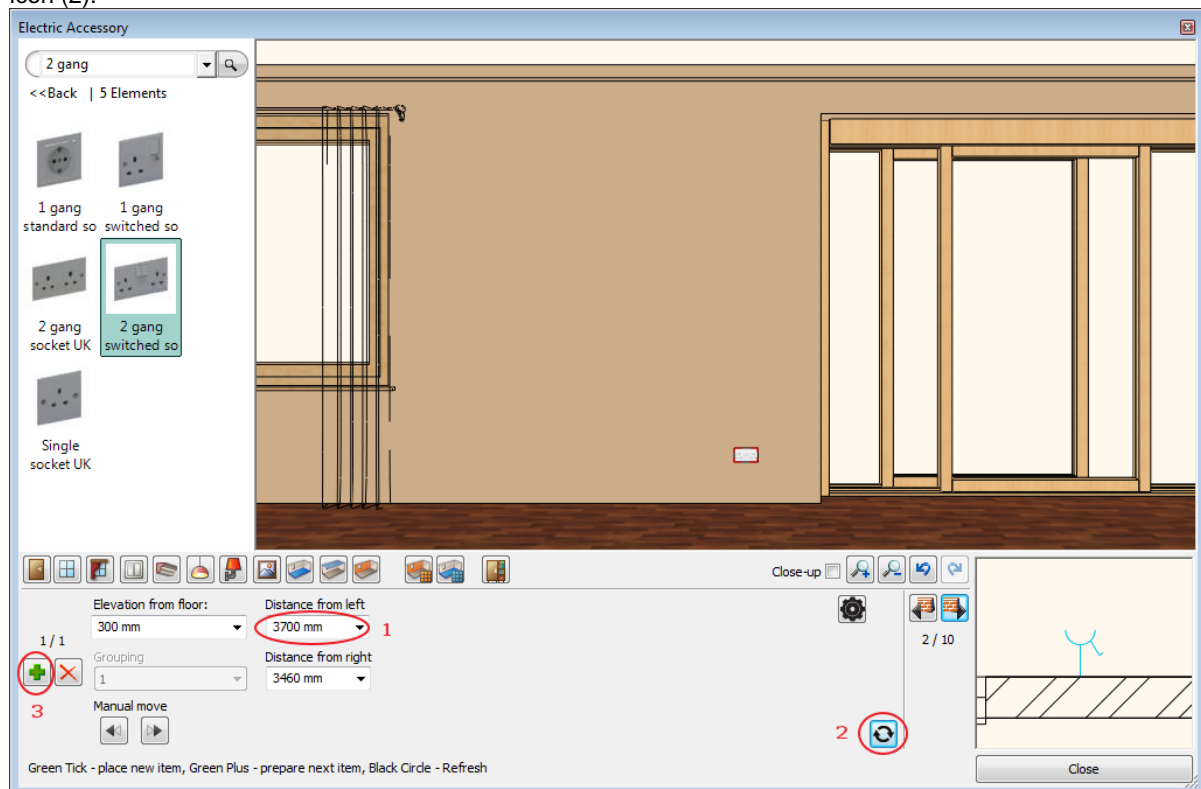 icon (2).
Electric Accessory
2 gang
<<Back | 5 Elements
1 gang
standard so
1 gang
switched so
2 gang
socket UK
2 gang
switched so
Single
socket UK
Close-up
Elevation from floor:
Distance from left
300 mm
3700 mm
1
1 / 1
2 / 10
Grouping
Distance from right
1
3460 mm
3
Manual move
2
Green Tick - place new item, Green Plus - prepare next item, Black Circle - Refresh
Close